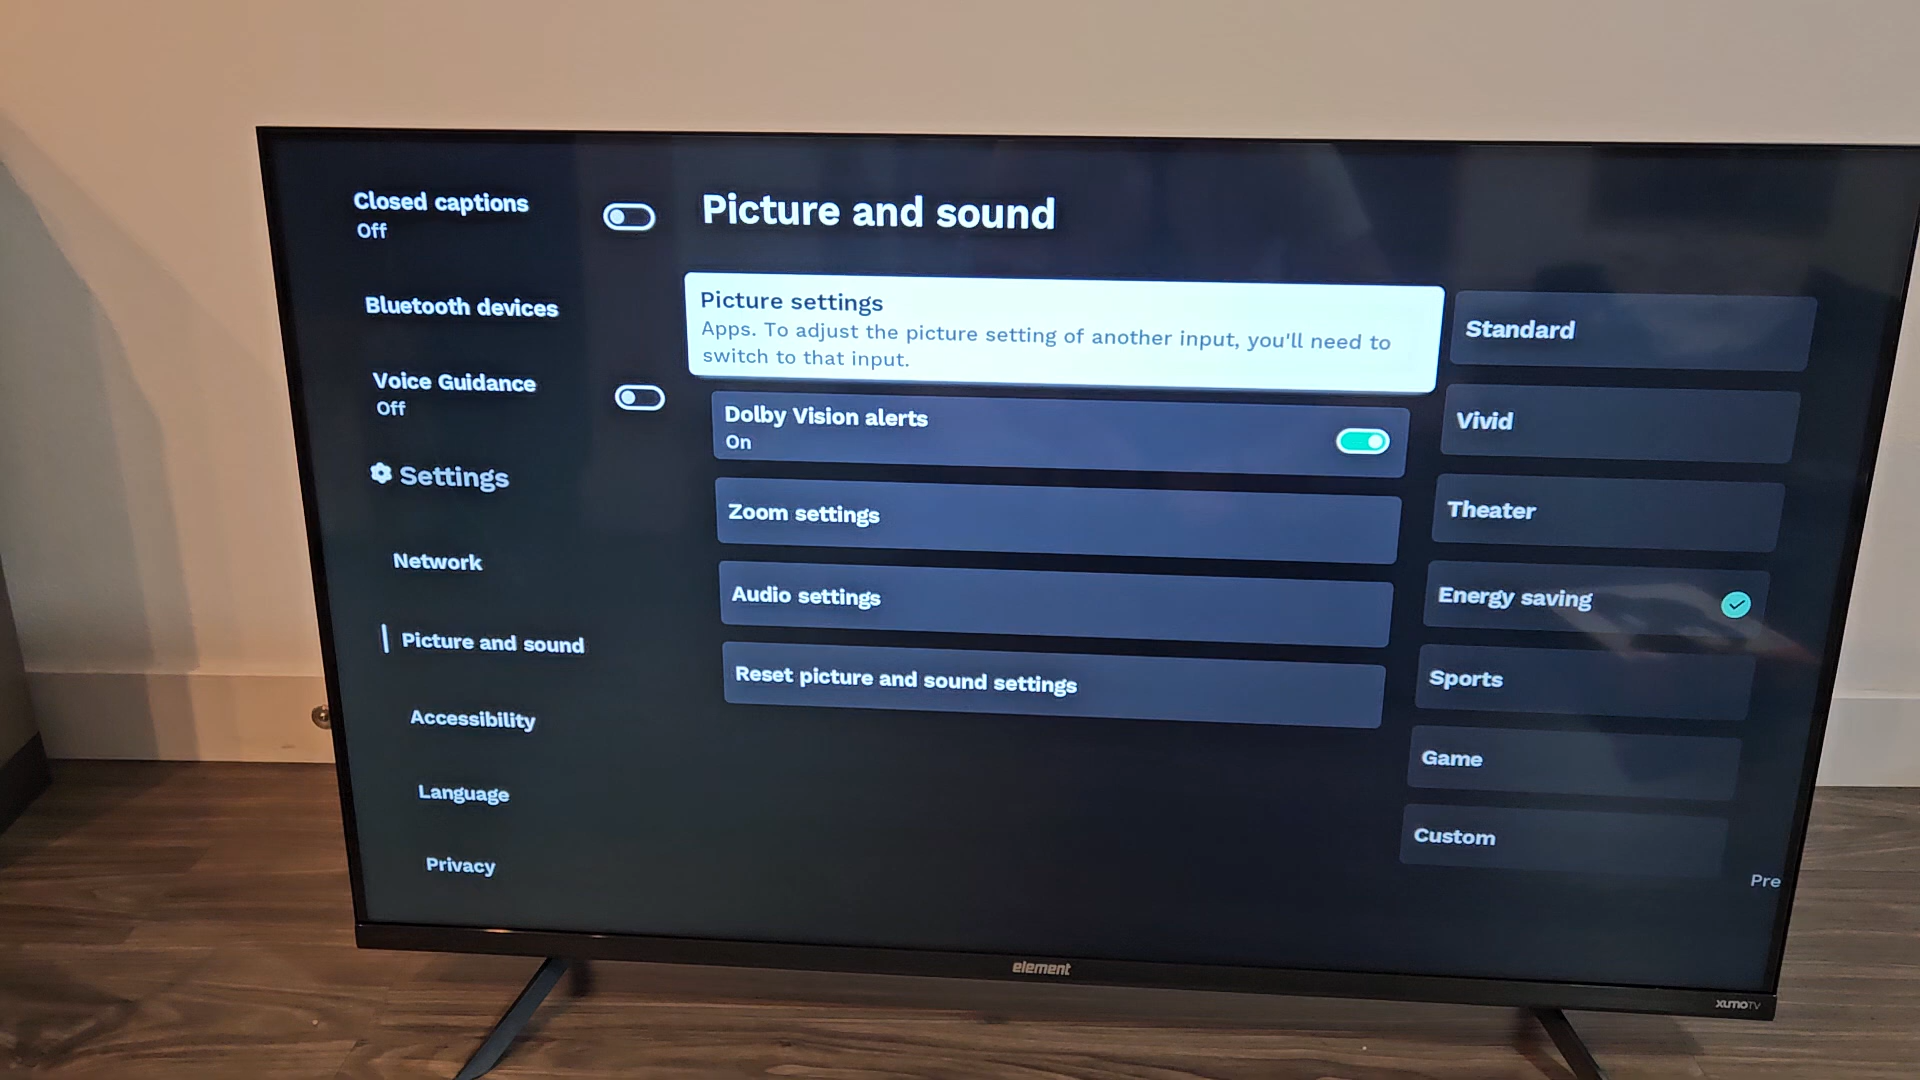 Closed captions
Off
Bluetooth devices
Voice Guidance
Off
Settings
Network
Picture and sound
Accessibility
Language
Privacy
Picture and sound
Picture settings
Apps. To adjust the picture setting of another input, you'll need to
switch to that input.
Dolby Vision alerts
On
Zoom settings
Audio settings
Reset picture and sound settings
Standard
Vivid
Theater
Energy saving
Sports
Game
Custom
Pre
element
xumo TV